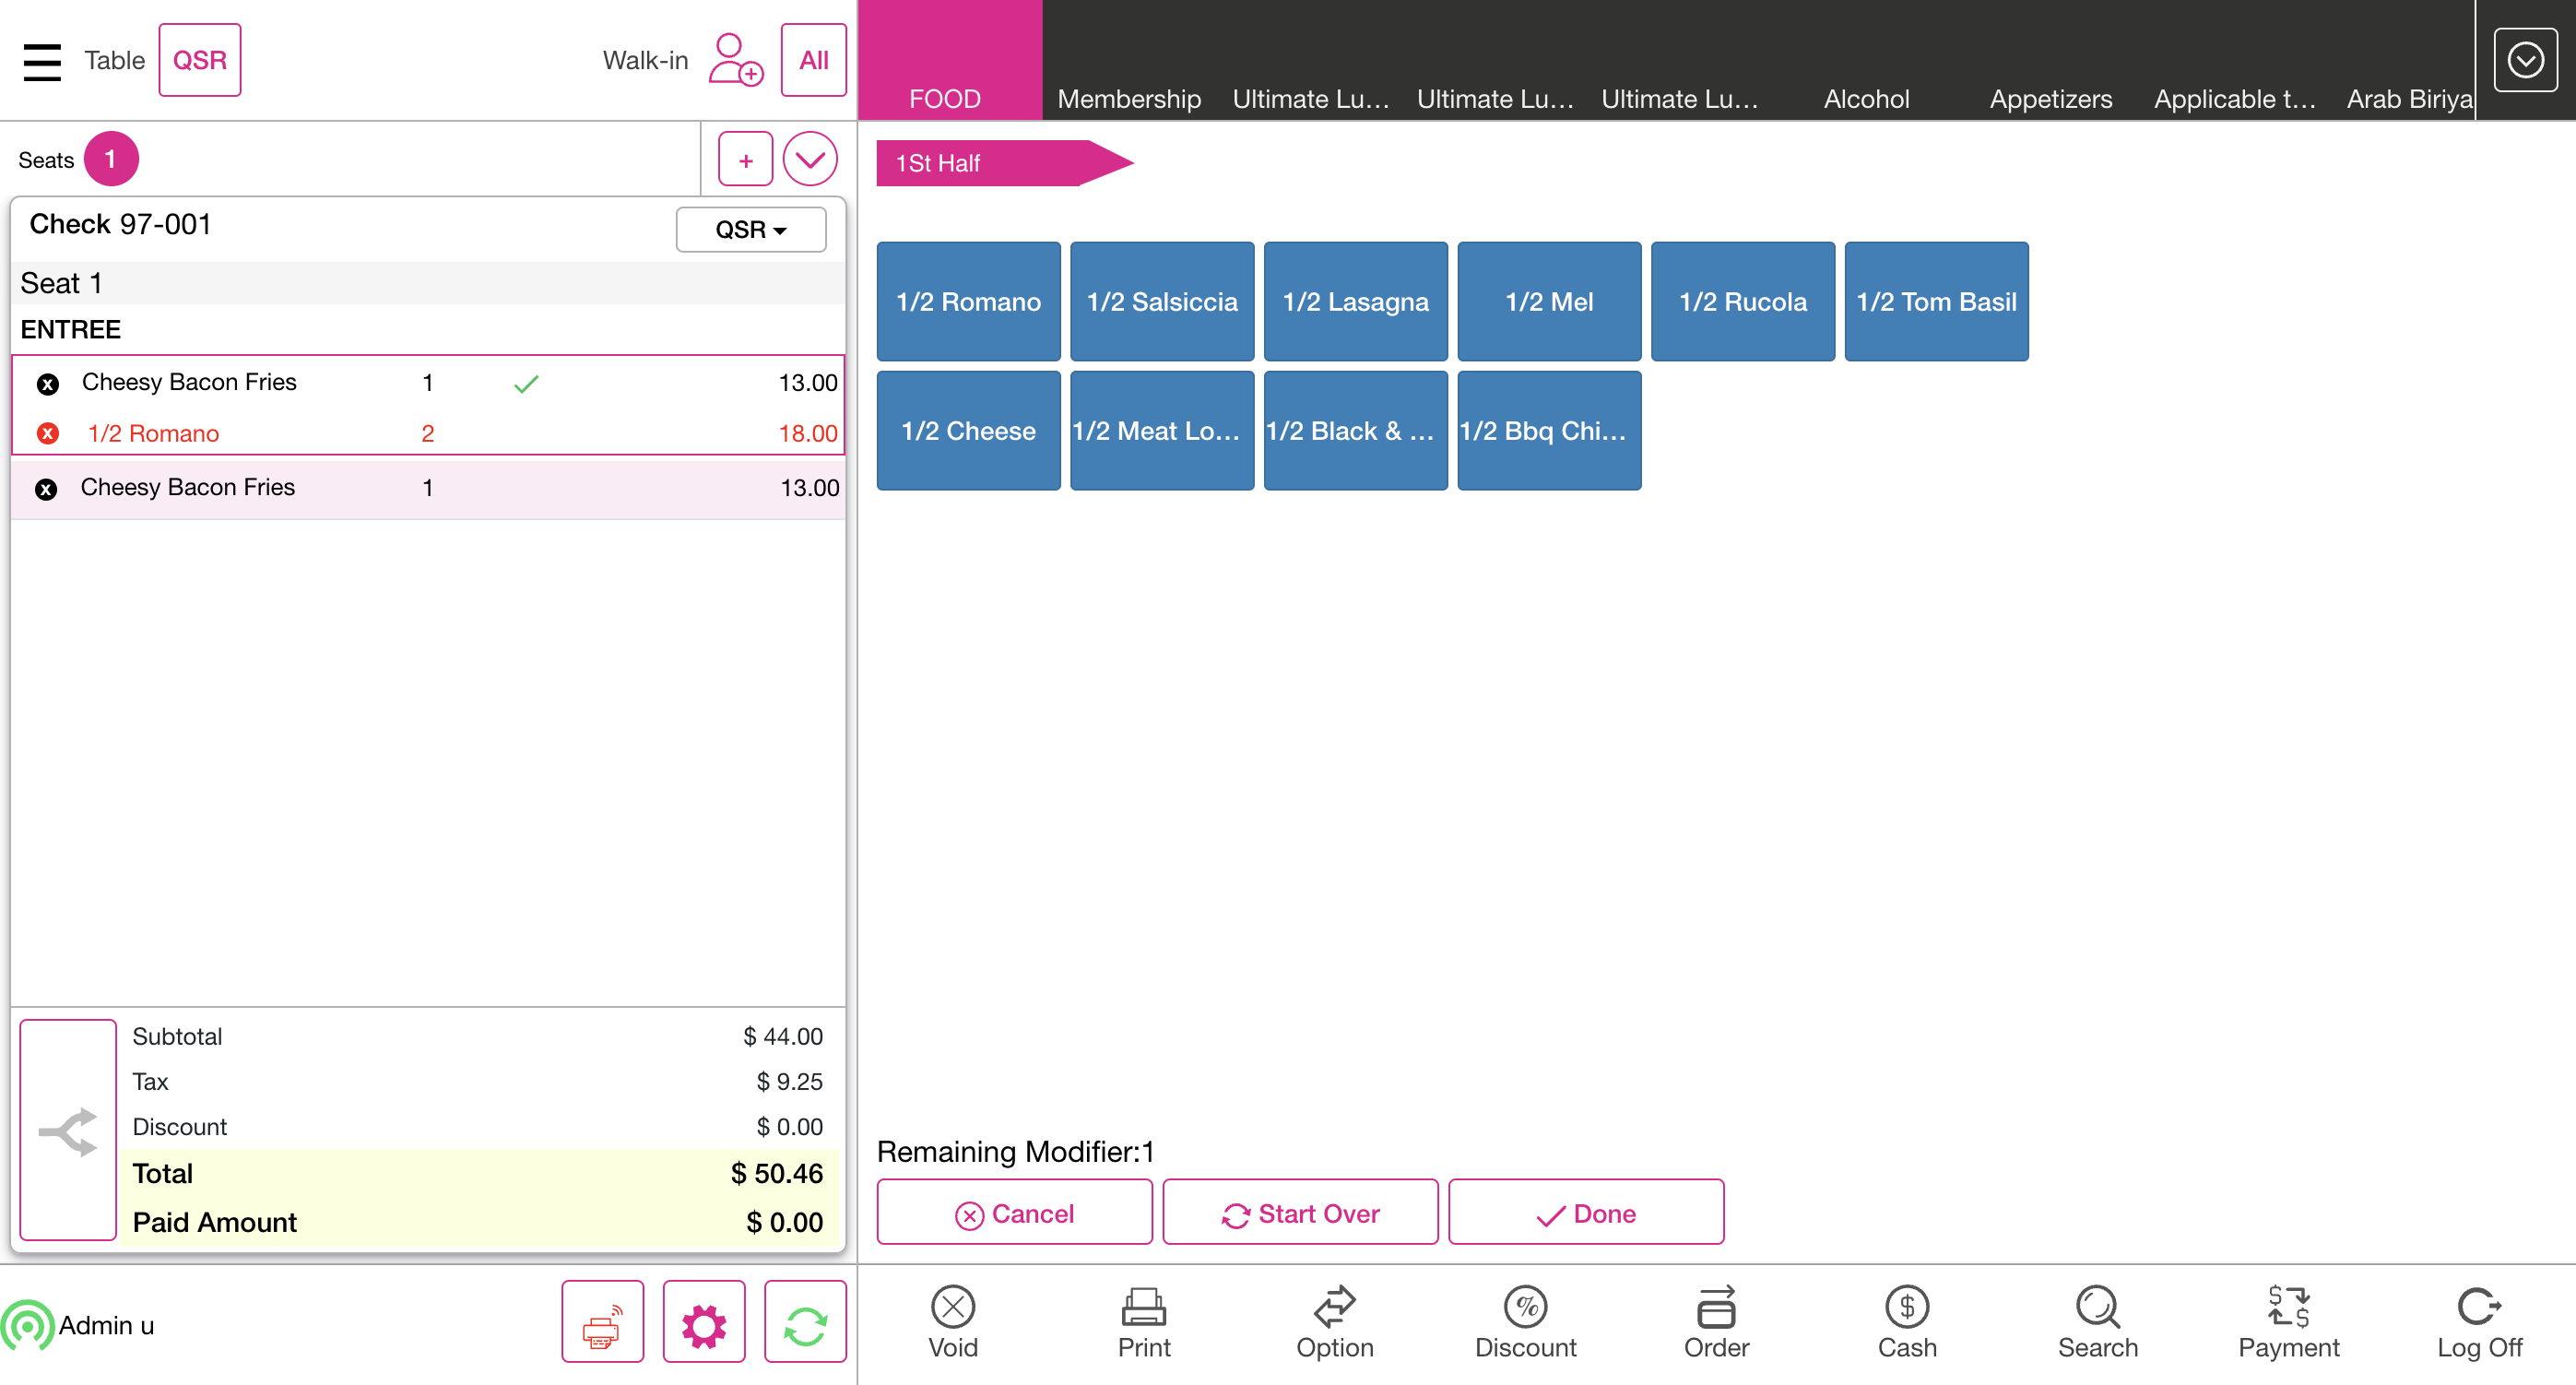 Table QSR Walk-in All
FOOD Membership Ultimate Lu... Ultimate Lu... Ultimate Lu... Alcohol Appetizers Applicable t... Arab Biriya
Seats 1 +
1St Half
Check 97-001 QSR
Seat 1
ENTREE
x Cheesy Bacon Fries 1 13.00
x 1/2 Romano 2 18.00
x Cheesy Bacon Fries 1 13.00
1/2 Romano 1/2 Salsiccia 1/2 Lasagna 1/2 Mel 1/2 Rucola 1/2 Tom Basil
1/2 Cheese 1/2 Meat Lo... 1/2 Black & ... 1/2 Bbq Chi...
Subtotal $ 44.00
Tax $ 9.25
Discount $ 0.00
Total $ 50.46
Paid Amount $ 0.00
Remaining Modifier:1
Cancel Start Over Done
Admin u
Void Print Option Discount Order Cash Search Payment Log Off